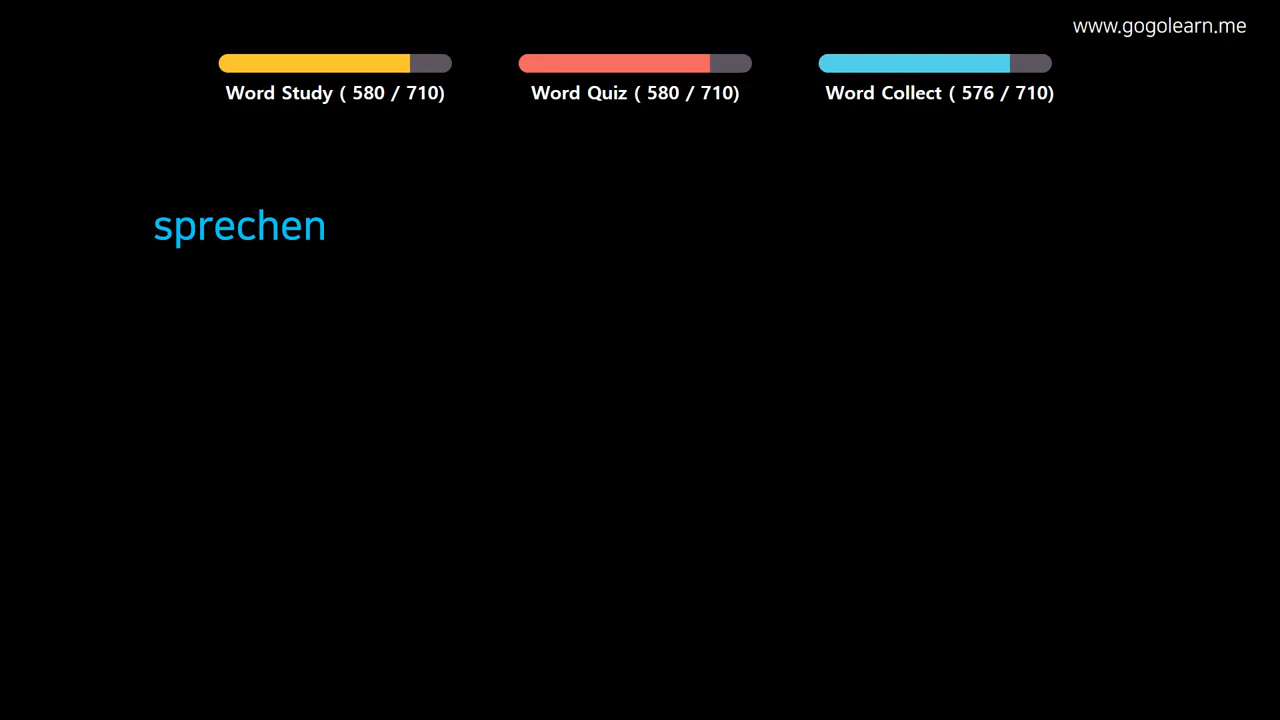 www.gogolearn.me
Word Study ( 580 / 710)
Word Quiz ( 580 / 710)
Word Collect ( 576 / 710)
sprechen